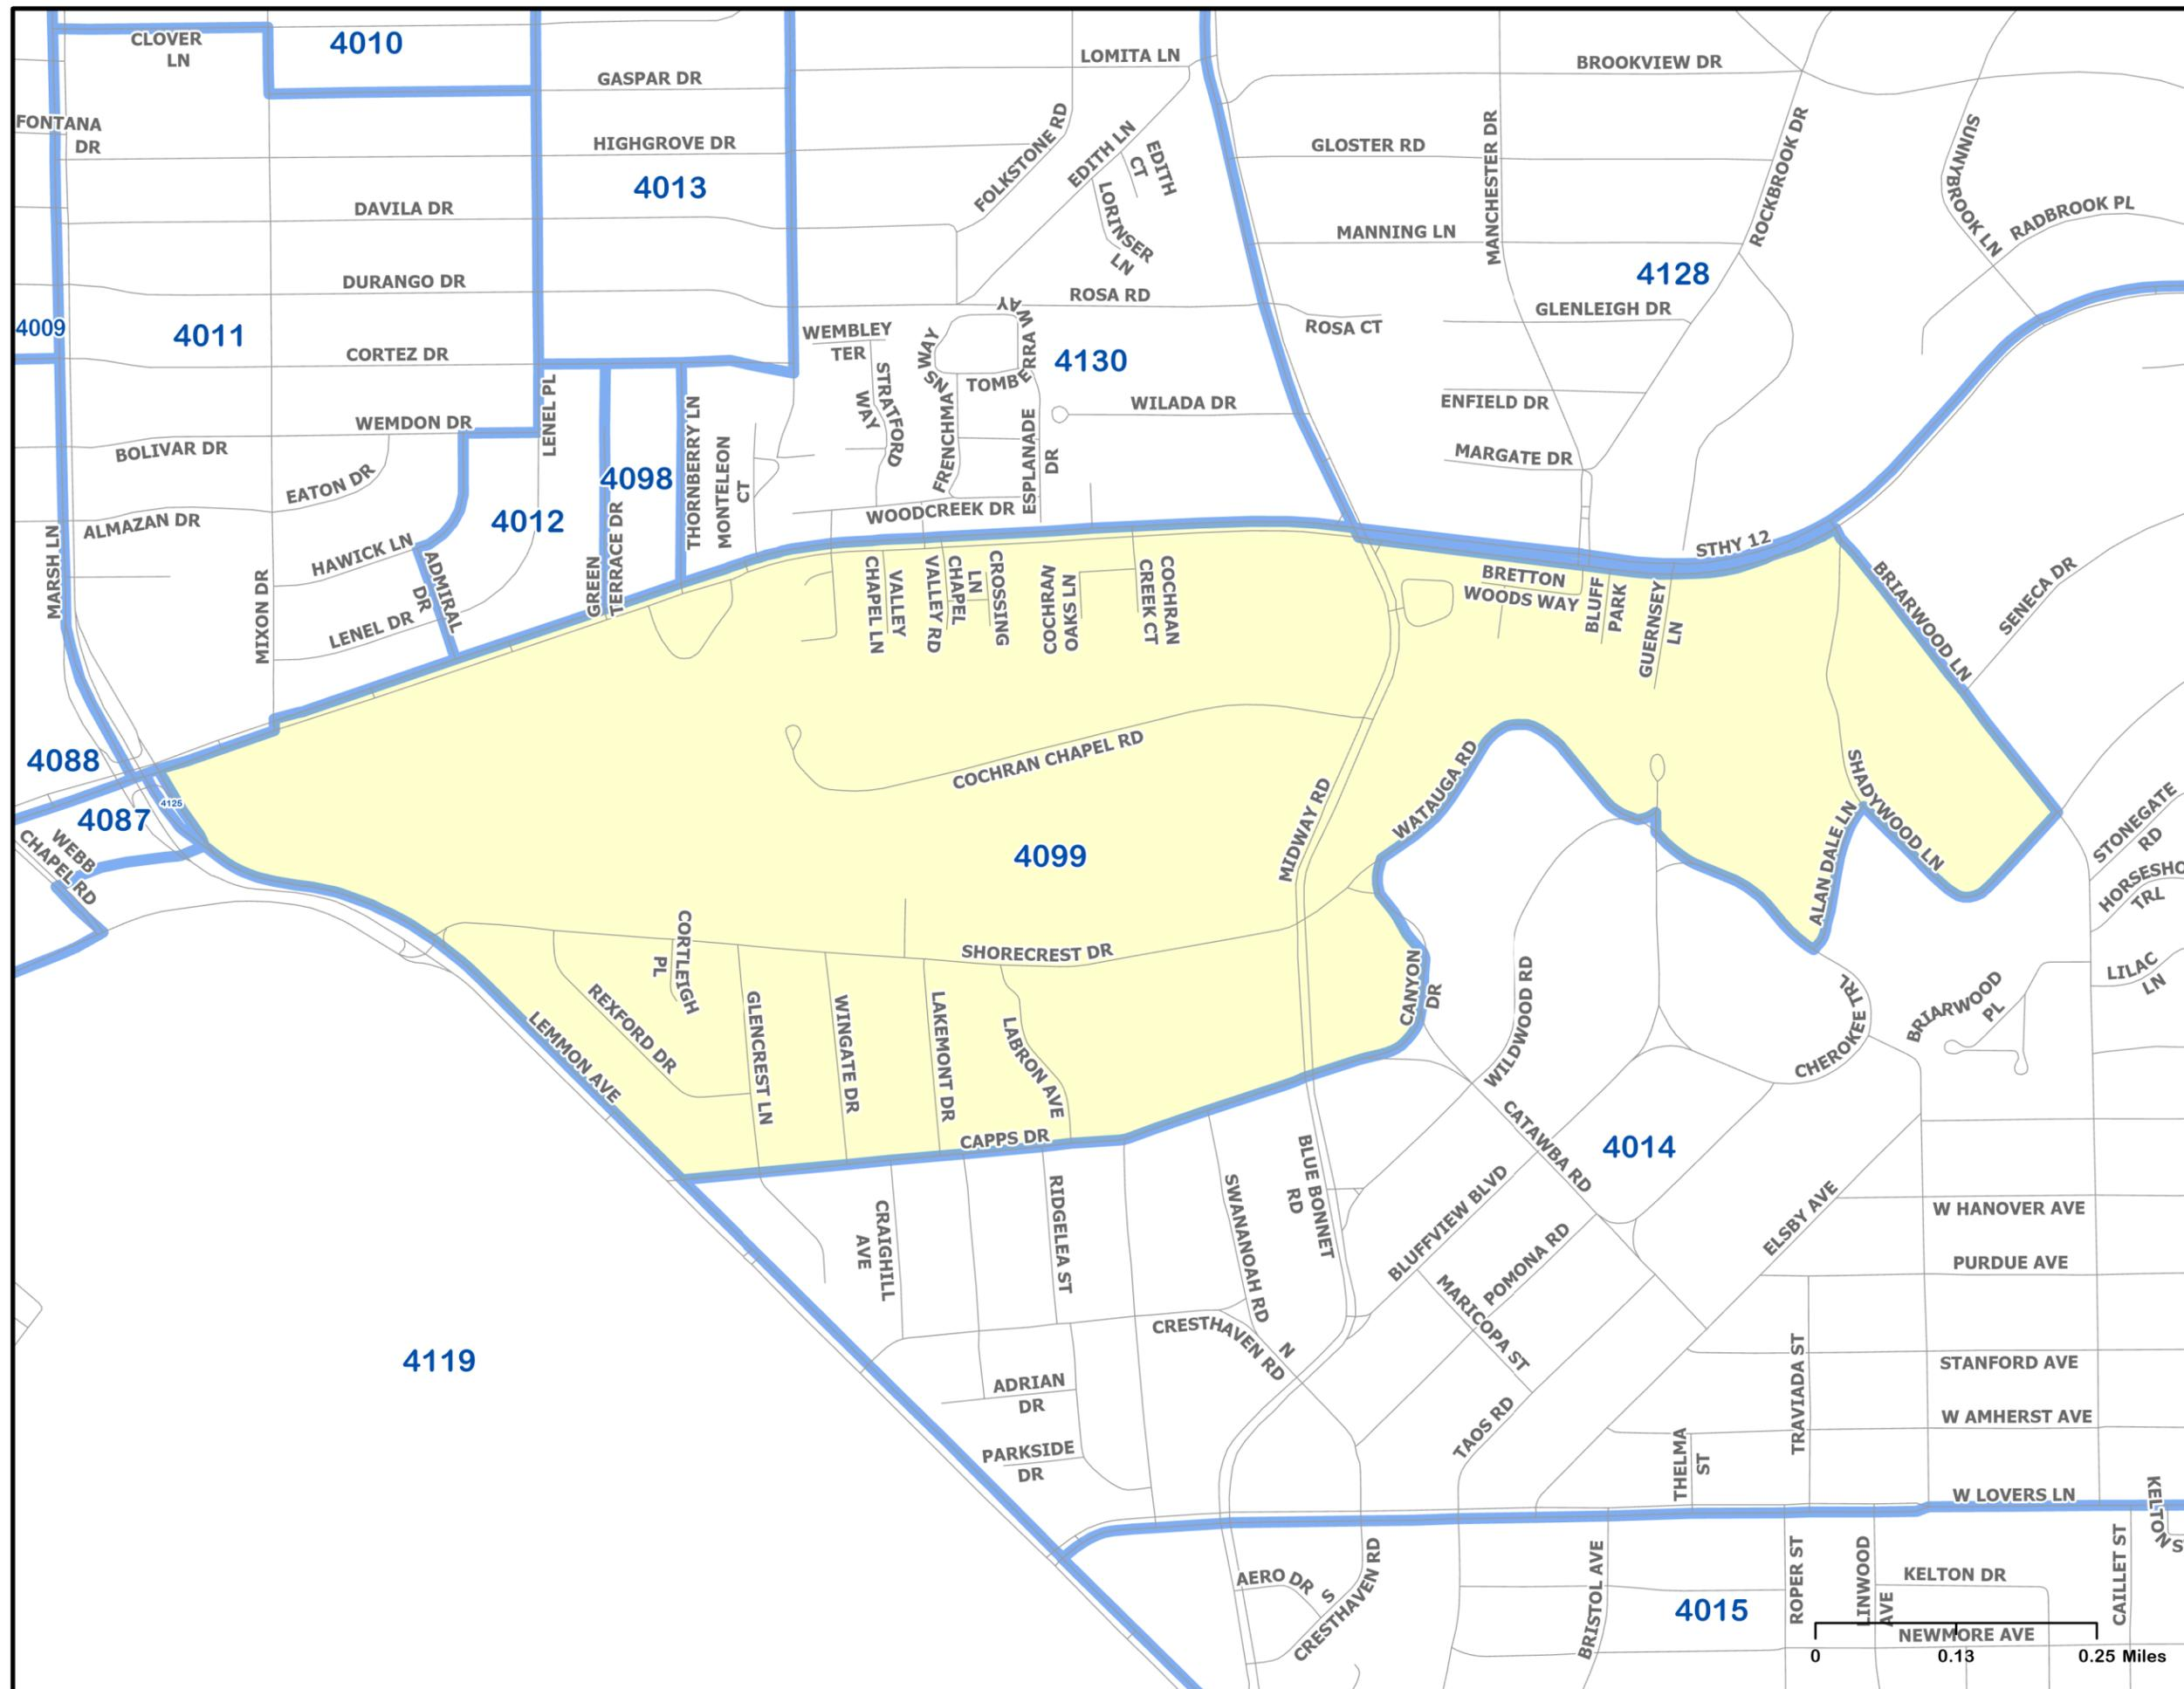 CLOVER
LN
4010
GASPAR DR
LOMITA LN
BROOKVIEW DR
FONTANA
DR
HIGHGROVE DR
4013
FOLKSTONE RD
EDITH LN
EDITH
CT
LORINSER
LN
GLOSTER RD
MANCHESTER DR
ROCKBROOK DR
SUNNYBROOK LN
RADBROOK PL
DAVILA DR
MANNING LN
4128
DURANGO DR
ROSA RD
ROSA CT
GLENLEIGH DR
4009
4011
CORTEZ DR
WEMBLEY
TER
STRATFORD
WAY
FRENCHMANS WAY
TOMBERRA WAY
4130
WILADA DR
ENFIELD DR
LENEL PL
WEMDON DR
BOLIVAR DR
EATON DR
4098
THORNBERRY LN
MONTELEON
CT
ESPLANADE
DR
MARGATE DR
ALMAZAN DR
4012
WOODCREEK DR
STHY 12
HAWICK LN
ADMIRAL
DR
MARSH LN
MIXON DR
LENEL DR
GREEN
TERRACE DR
CHAPEL LN
VALLEY
VALLEY RD
CHAPEL
LN
CROSSING
COCHRAN
OAKS LN
COCHRAN
CREEK CT
BRETTON
WOODS WAY
BLUFF
PARK
GUERNSEY
LN
BRIARWOOD LN
SENECA DR
4088
4125
4087
WEBB
CHAPEL RD
COCHRAN CHAPEL RD
4099
MIDWAY RD
WATAUGA RD
SHADYWOOD LN
ALAN DALE LN
STONEGATE
RD
HORSESHO
TRL
CORTLEIGH
PL
SHORECREST DR
CANYON
DR
LILAC
LN
REXFORD DR
GLENCREST LN
WINGATE DR
LAKEMONT DR
LABRON AVE
WILDWOOD RD
CHEROKEE TRL
BRIARWOOD
PL
LEMMON AVE
CAPPS DR
CATAWBA RD
4014
CRAIGHILL
AVE
RIDGELEA ST
SWANANOAH RD
BLUE BONNET
RD
BLUFFVIEW BLVD
POMONA RD
ELSBY AVE
W HANOVER AVE
PURDUE AVE
MARICOPA ST
4119
N
CRESTHAVEN RD
TRAVIADA ST
STANFORD AVE
ADRIAN
DR
TAOS RD
W AMHERST AVE
PARKSIDE
DR
THELMA
ST
W LOVERS LN
KELTON
S
AERO DR
S
CRESTHAVEN RD
BRISTOL AVE
4015
ROPER ST
LINWOOD
AVE
KELTON DR
CAILLET ST
NEWMORE AVE
0 0.13 0.25 Miles